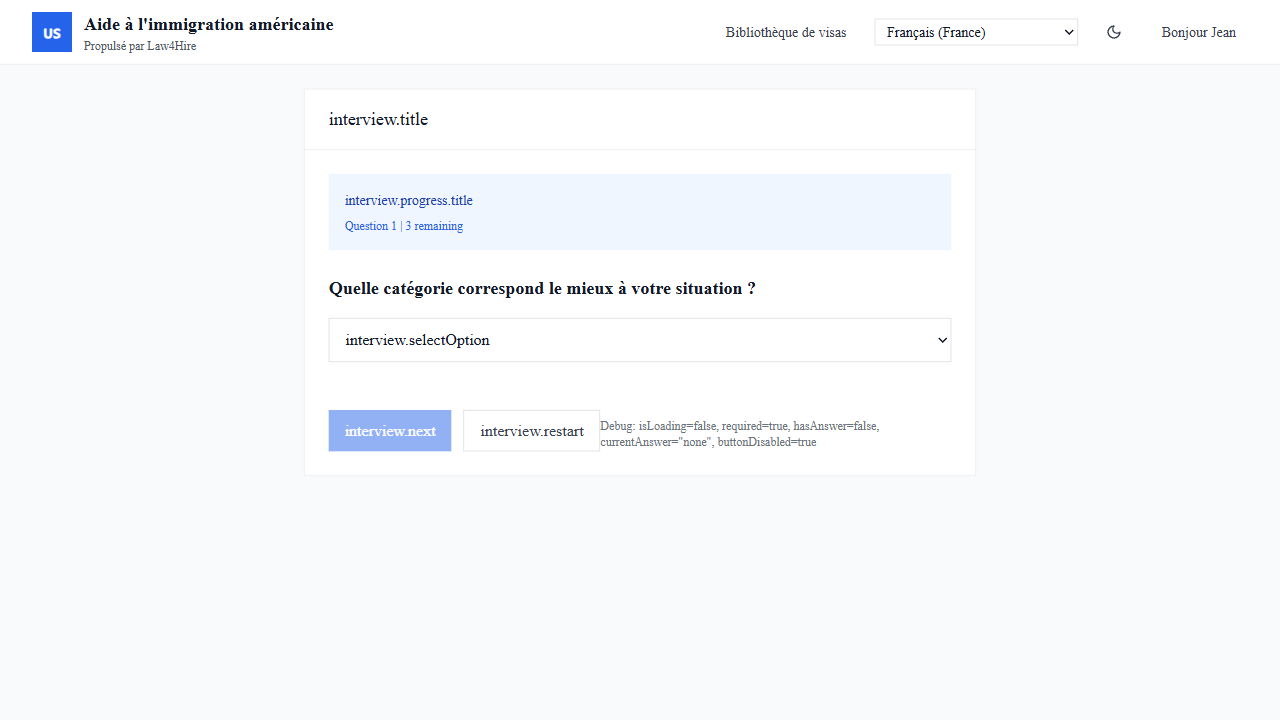 US
Aide à l'immigration américaine
Propulsé par Law4Hire
Bibliothèque de visas
Français (France)
Bonjour Jean
interview.title
interview.progress.title
Question 1 | 3 remaining
Quelle catégorie correspond le mieux à votre situation ?
interview.selectOption
interview.next
interview.restart
Debug: isLoading=false, required=true, hasAnswer=false,
currentAnswer="none", buttonDisabled=true